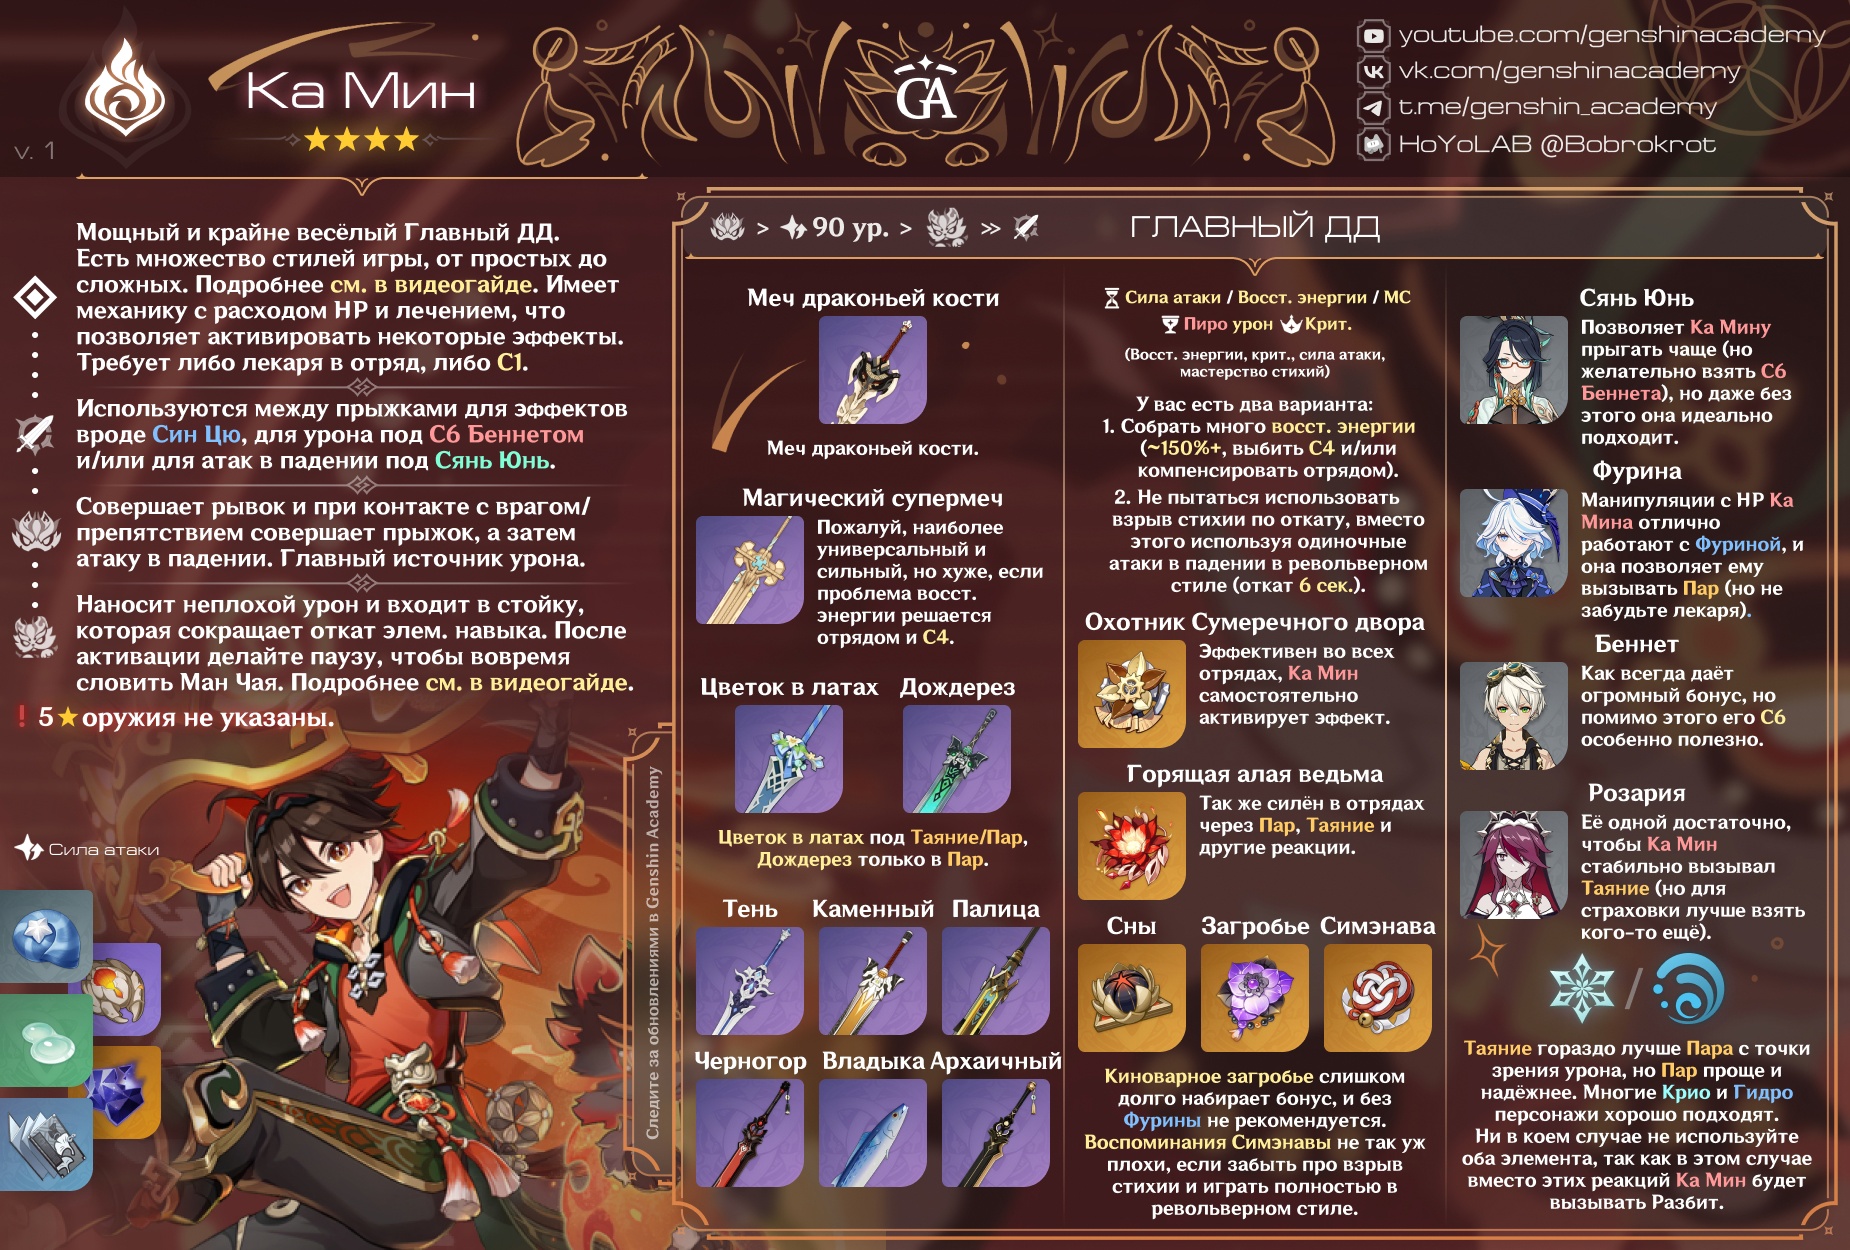 Ка Мин
v. 1
GA
youtube.com/genshinacademy
vk.com/genshinacademy
t.me/genshin_academy
HoYoLAB @Bobrokrot
Мощный и крайне весёлый Главный ДД.
Есть множество стилей игры, от простых до
сложных. Подробнее см. в видеогайде. Имеет
механику с расходом HP и лечением, что
позволяет активировать некоторые эффекты.
Требует либо лекаря в отряд, либо С1.
Используются между прыжками для эффектов
вроде Син Цю, для урона под С6 Беннетом
и/или для атак в падении под Сянь Юнь.
Совершает рывок и при контакте с врагом/
препятствием совершает прыжок, а затем
атаку в падении. Главный источник урона.
Наносит неплохой урон и входит в стойку,
которая сокращает откат элем. навыка. После
активации делайте паузу, чтобы вовремя
словить Ман Чая. Подробнее см. в видеогайде.
! 5★оружия не указаны.
Сила атаки
Следите за обновлениями в Genshin Academy
> 90 ур. > >>
ГЛАВНЫЙ ДД
Меч драконьей кости
Меч драконьей кости.
Магический супермеч
Пожалуй, наиболее
универсальный и
сильный, но хуже, если
проблема восст.
энергии решается
отрядом и С4.
Цветок в латах Дождерез
Цветок в латах под Таяние/Пар,
Дождерез только в Пар.
Тень Каменный Палица
Черногор Владыка Архаичный
Сила атаки / Восст. энергии / МС
Пиро урон Крит.
(Восст. энергии, крит., сила атаки,
мастерство стихий)
У вас есть два варианта:
1. Собрать много восст. энергии
(~150%+, выбить С4 и/или
компенсировать отрядом).
2. Не пытаться использовать
взрыв стихии по откату, вместо
этого используя одиночные
атаки в падении в револьверном
стиле (откат 6 сек.).
Охотник Сумеречного двора
Эффективен во всех
отрядах, Ка Мин
самостоятельно
активирует эффект.
Горящая алая ведьма
Так же силён в отрядах
через Пар, Таяние и
другие реакции.
Сны Загробье Симэнава
Киноварное загробье слишком
долго набирает бонус, и без
Фурины не рекомендуется.
Воспоминания Симэнавы не так уж
плохи, если забыть про взрыв
стихии и играть полностью в
револьверном стиле.
Сянь Юнь
Позволяет Ка Мину
прыгать чаще (но
желательно взять С6
Беннета), но даже без
этого она идеально
подходит.
Фурина
Манипуляции с HP Ка
Мина отлично
работают с Фуриной, и
она позволяет ему
вызывать Пар (но не
забудьте лекаря).
Беннет
Как всегда даёт
огромный бонус, но
помимо этого его С6
особенно полезно.
Розария
Её одной достаточно,
чтобы Ка Мин
стабильно вызывал
Таяние (но для
страховки лучше взять
кого-то ещё).
/
Таяние гораздо лучше Пара с точки
зрения урона, но Пар проще и
надёжнее. Многие Крио и Гидро
персонажи хорошо подходят.
Ни в коем случае не используйте
оба элемента, так как в этом случае
вместо этих реакций Ка Мин будет
вызывать Разбит.